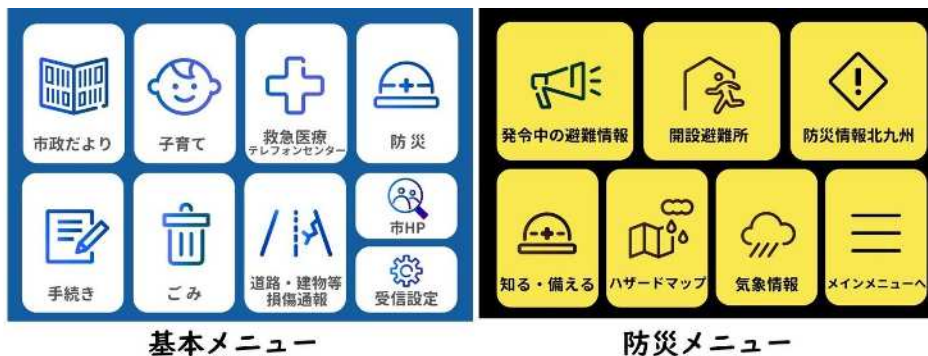 市政だより
子育て
救急医療
テレフォンセンター
防災
手続き
ごみ
道路・建物等
損傷通報
市HP
受信設定
基本メニュー
発令中の避難情報
開設避難所
防災情報北九州
知る・備える
ハザードマップ
気象情報
メインメニューへ
防災メニュー